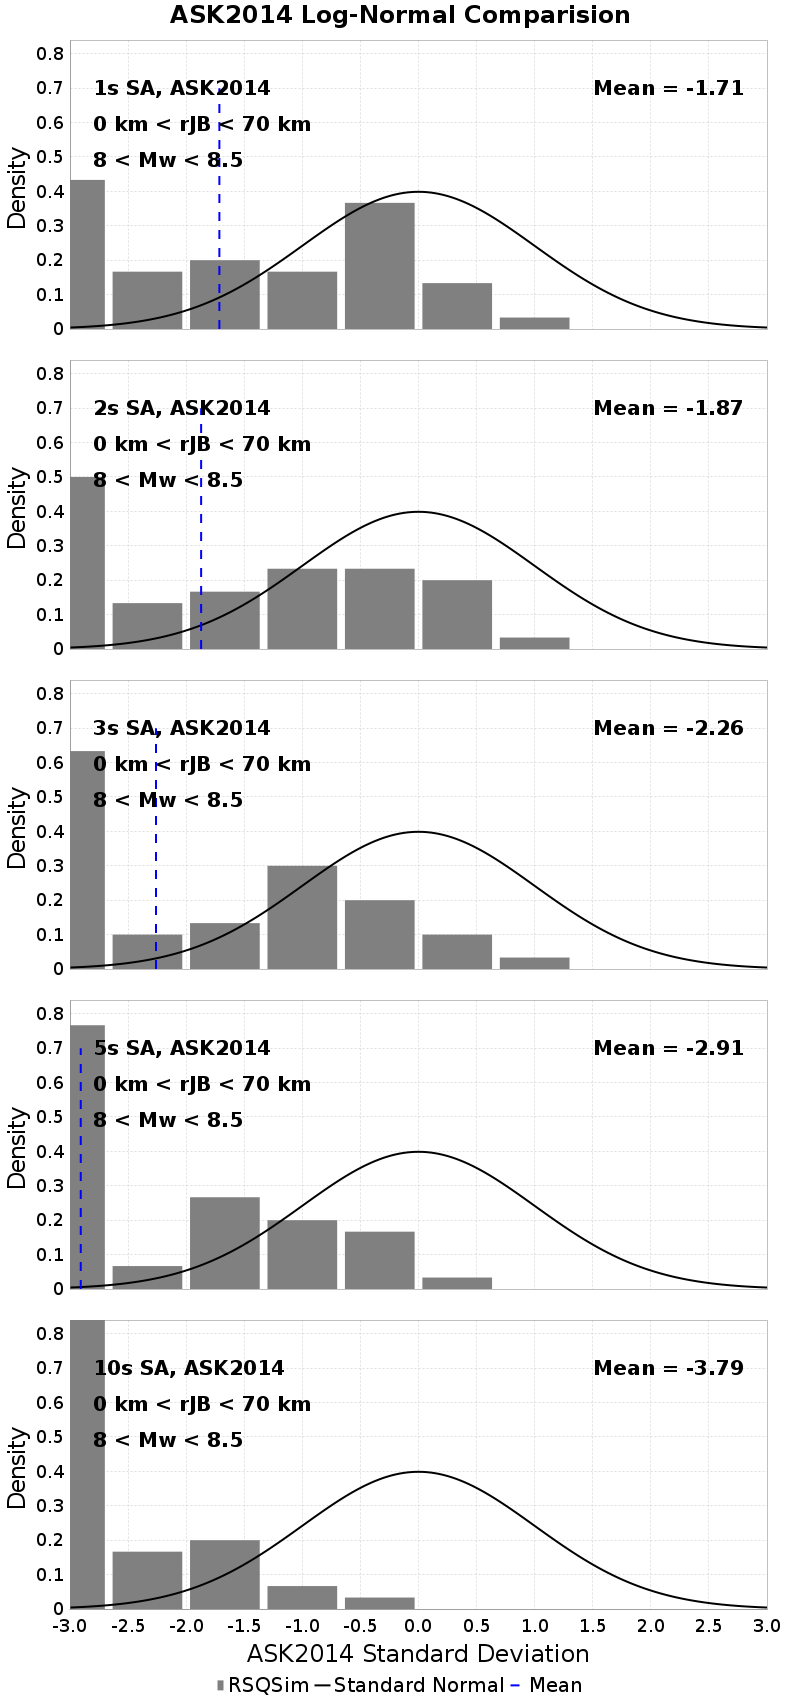 ASK2014 Log-Normal Comparision
0.8
0.7
0.6
0.5
0.4
0.3
0.2
0.1
0
Density
1s SA, ASK2014
0 km < rJB < 70 km
8 < Mw < 8.5
Mean = -1.71
0.8
0.7
0.6
0.5
0.4
0.3
0.2
0.1
0
Density
2s SA, ASK2014
0 km < rJB < 70 km
8 < Mw < 8.5
Mean = -1.87
0.8
0.7
0.6
0.5
0.4
0.3
0.2
0.1
0
Density
3s SA, ASK2014
0 km < rJB < 70 km
8 < Mw < 8.5
Mean = -2.26
0.8
0.7
0.6
0.5
0.4
0.3
0.2
0.1
0
Density
5s SA, ASK2014
0 km < rJB < 70 km
8 < Mw < 8.5
Mean = -2.91
0.8
0.7
0.6
0.5
0.4
0.3
0.2
0.1
0
Density
10s SA, ASK2014
0 km < rJB < 70 km
8 < Mw < 8.5
Mean = -3.79
-3.0 -2.5 -2.0 -1.5 -1.0 -0.5 0.0 0.5 1.0 1.5 2.0 2.5 3.0
ASK2014 Standard Deviation
RSQSim Standard Normal Mean